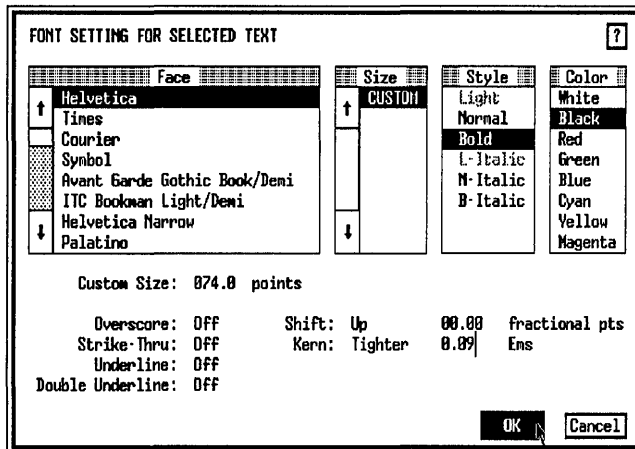 FONT SETTING FOR SELECTED TEXT ?
Face Size Style Color
Helvetica CUSTOM Light White
Times Normal Black
Courier Bold Red
Symbol L-Italic Green
Avant Garde Gothic Book/Demi N-Italic Blue
ITC Bookman Light/Demi B-Italic Cyan
Helvetica Narrow Yellow
Palatino Magenta
Custom Size: 074.0 points
Overscore: Off Shift: Up 00.00 fractional pts
Strike-Thru: Off Kern: Tighter 0.09 Ems
Underline: Off
Double Underline: Off
OK Cancel